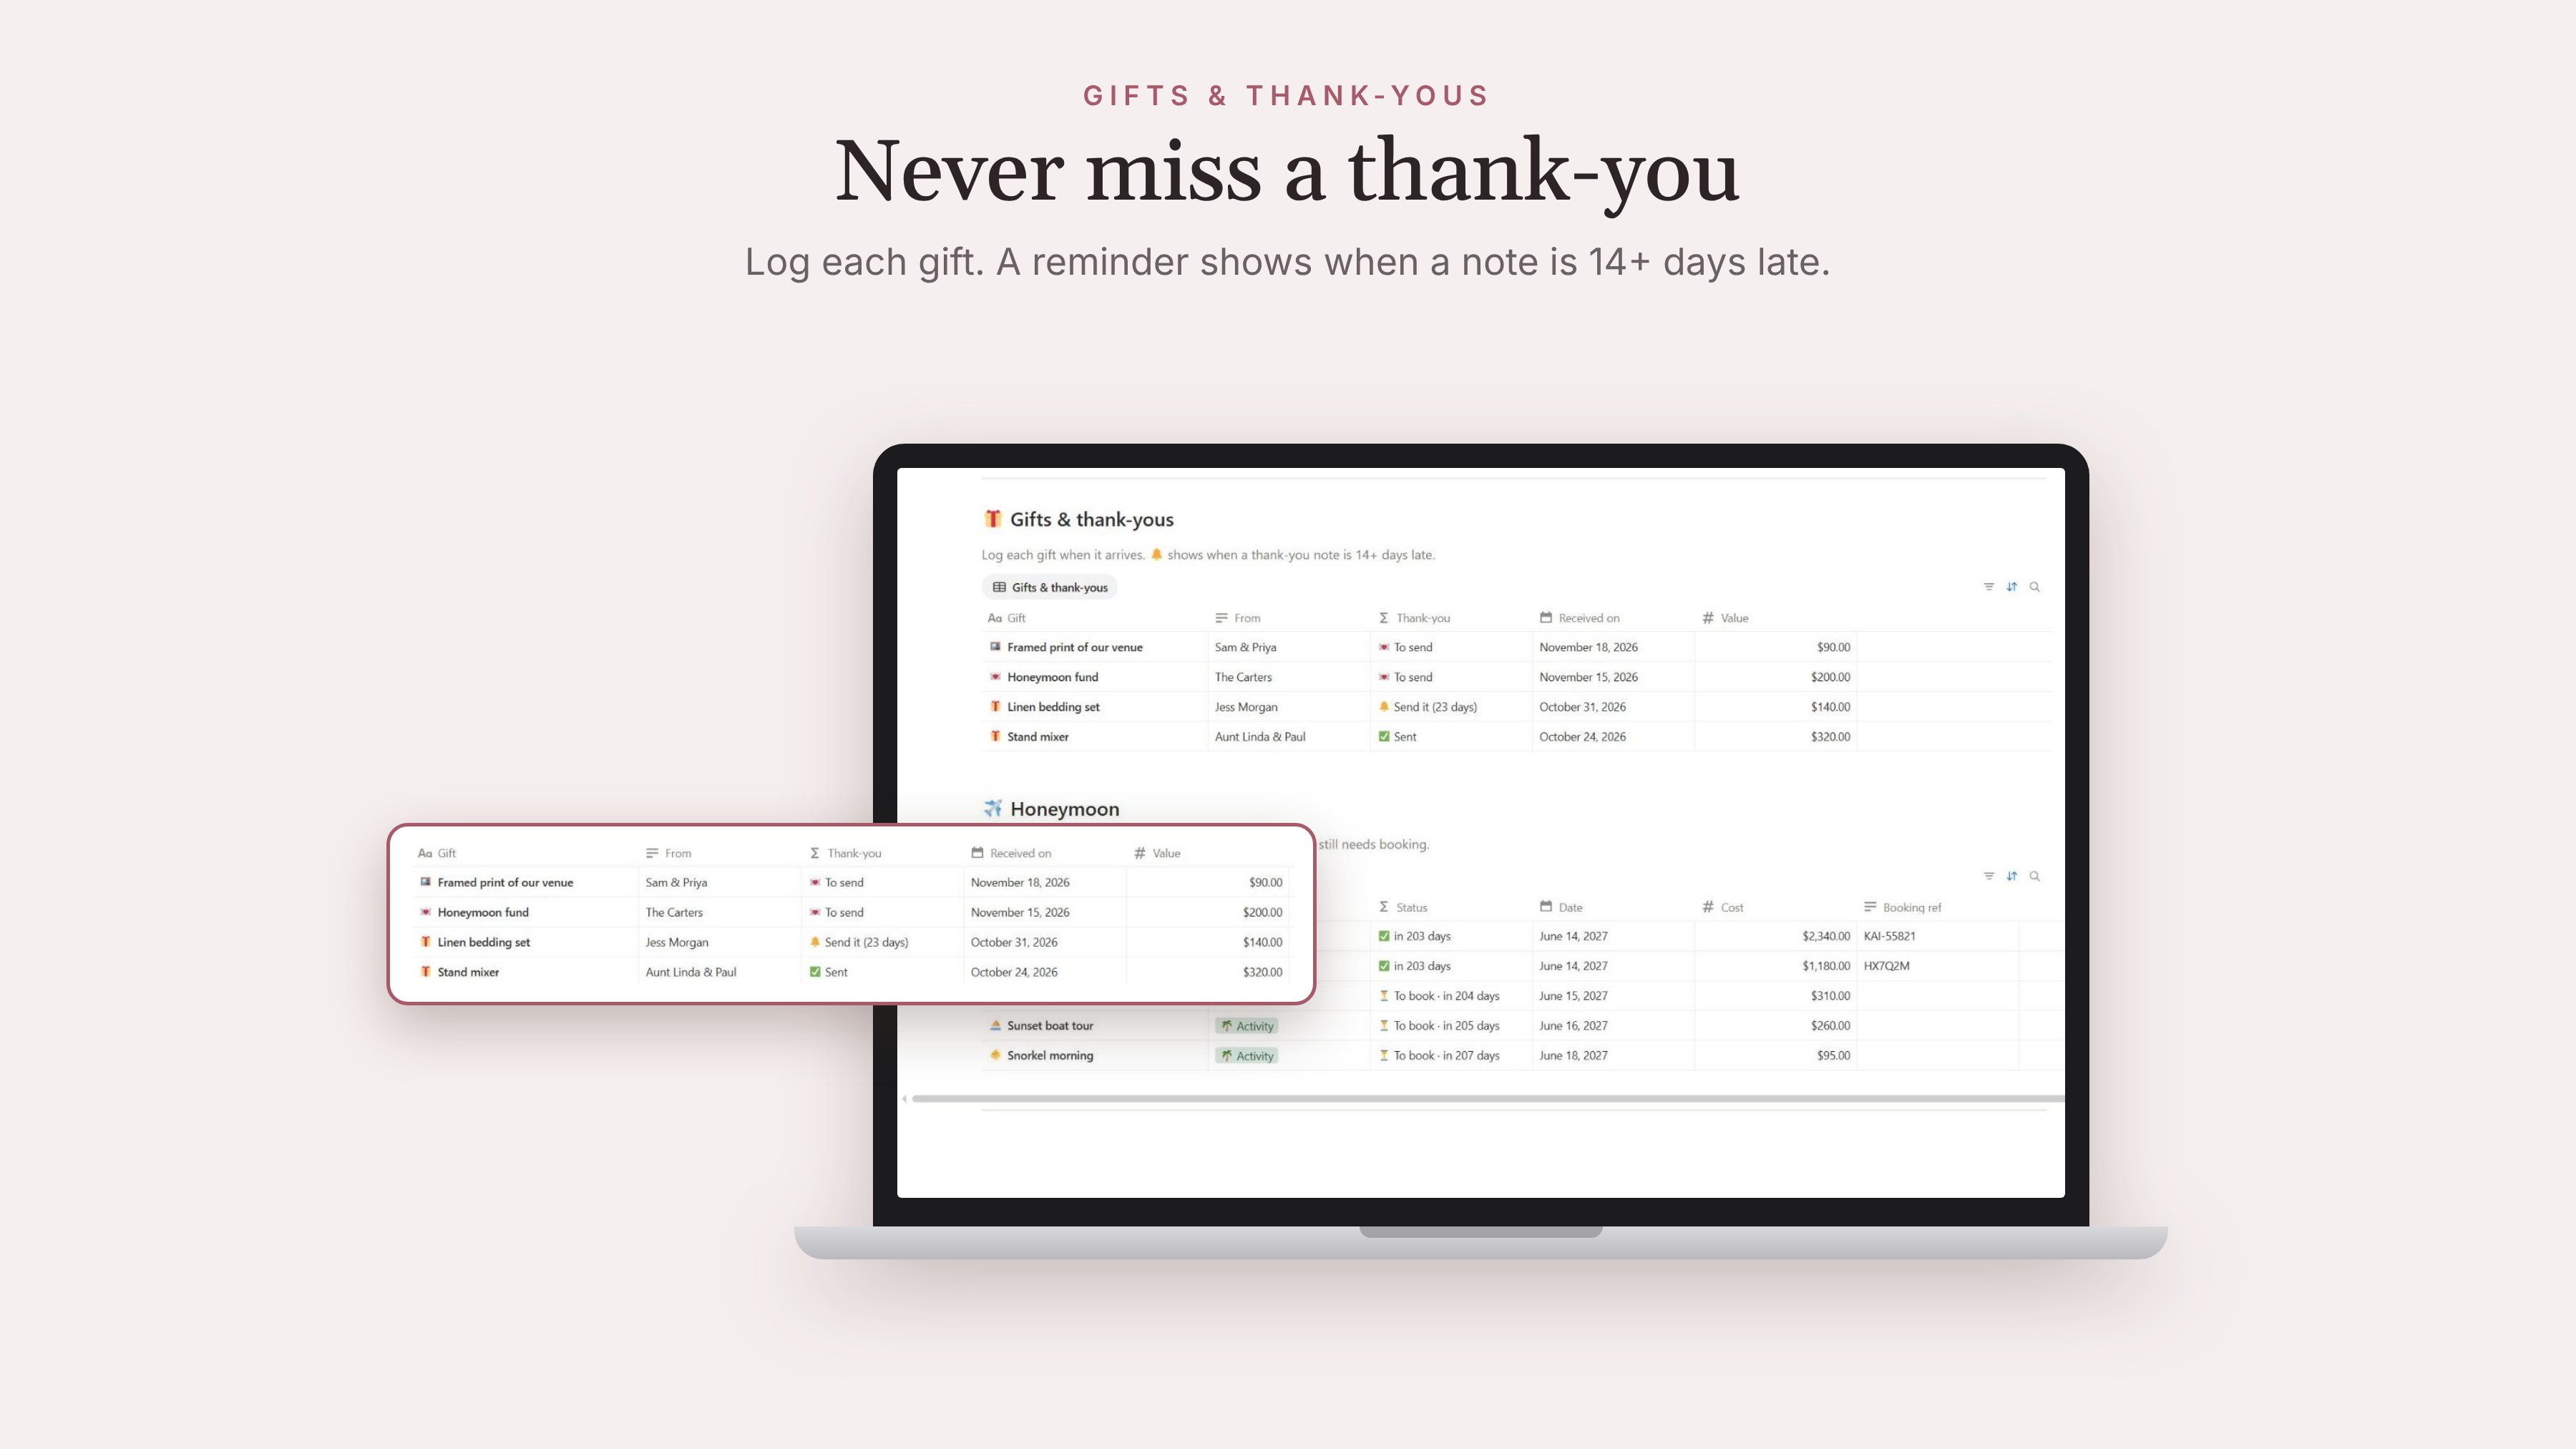 GIFTS & THANK-YOUS
Never miss a thank-you
Log each gift. A reminder shows when a note is 14+ days late.
Gifts & thank-yous
Log each gift when it arrives. 🔔 shows when a thank-you note is 14+ days late.
Gifts & thank-yous
Aa Gift From Σ Thank-you Received on # Value
Framed print of our venue Sam & Priya To send November 18, 2026 $90.00
Honeymoon fund The Carters To send November 15, 2026 $200.00
Linen bedding set Jess Morgan Send it (23 days) October 31, 2026 $140.00
Stand mixer Aunt Linda & Paul Sent October 24, 2026 $320.00
Honeymoon
still needs booking.
Aa Gift From Σ Thank-you Received on # Value
Framed print of our venue Sam & Priya To send November 18, 2026 $90.00
Honeymoon fund The Carters To send November 15, 2026 $200.00
Linen bedding set Jess Morgan Send it (23 days) October 31, 2026 $140.00
Stand mixer Aunt Linda & Paul Sent October 24, 2026 $320.00
Σ Status Date # Cost Booking ref
in 203 days June 14, 2027 $2,340.00 KAI-55821
in 203 days June 14, 2027 $1,180.00 HX7Q2M
To book · in 204 days June 15, 2027 $310.00
Sunset boat tour Activity To book · in 205 days June 16, 2027 $260.00
Snorkel morning Activity To book · in 207 days June 18, 2027 $95.00